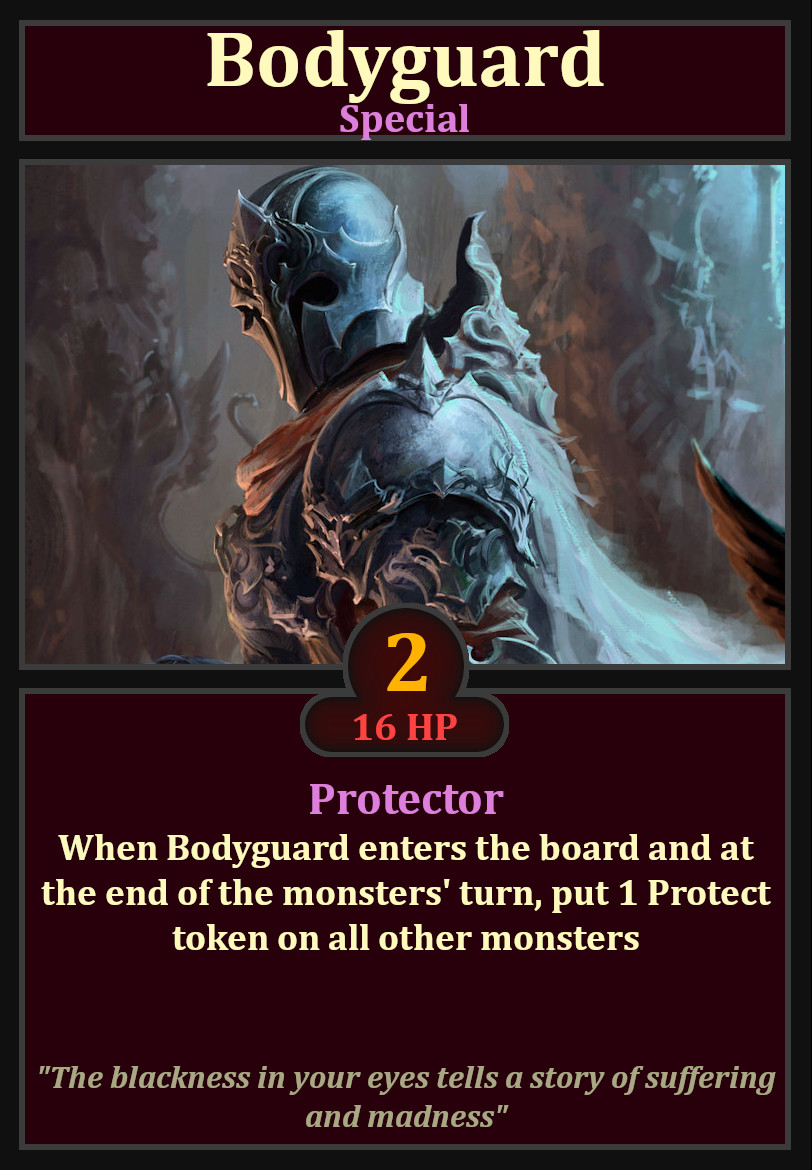 Bodyguard
Special
2
16 HP
Protector
When Bodyguard enters the board and at
the end of the monsters' turn, put 1 Protect
token on all other monsters
"The blackness in your eyes tells a story of suffering
and madness"